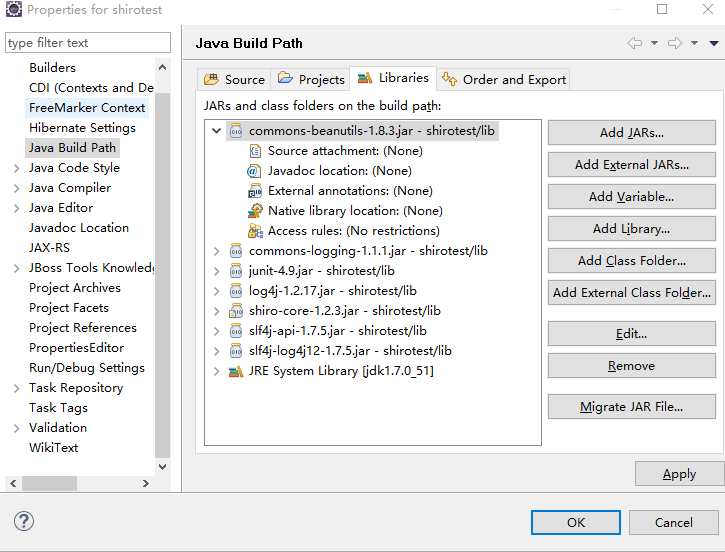 Properties for shirotest
type filter text
Builders
CDI (Contexts and De
FreeMarker Context
Hibernate Settings
Java Build Path
Java Code Style
Java Compiler
Java Editor
Javadoc Location
JAX-RS
JBoss Tools Knowledg
Project Archives
Project Facets
Project References
PropertiesEditor
Run/Debug Settings
Task Repository
Task Tags
Validation
WikiText
Java Build Path
Source
Projects
Libraries
Order and Export
JARs and class folders on the build path:
commons-beanutils-1.8.3.jar - shirotest/lib
Source attachment: (None)
Javadoc location: (None)
External annotations: (None)
Native library location: (None)
Access rules: (No restrictions)
commons-logging-1.1.1.jar - shirotest/lib
junit-4.9.jar - shirotest/lib
log4j-1.2.17.jar - shirotest/lib
shiro-core-1.2.3.jar - shirotest/lib
slf4j-api-1.7.5.jar - shirotest/lib
slf4j-log4j12-1.7.5.jar - shirotest/lib
JRE System Library [jdk1.7.0_51]
Add JARs...
Add External JARs...
Add Variable...
Add Library...
Add Class Folder...
Add External Class Folder...
Edit...
Remove
Migrate JAR File...
Apply
OK
Cancel